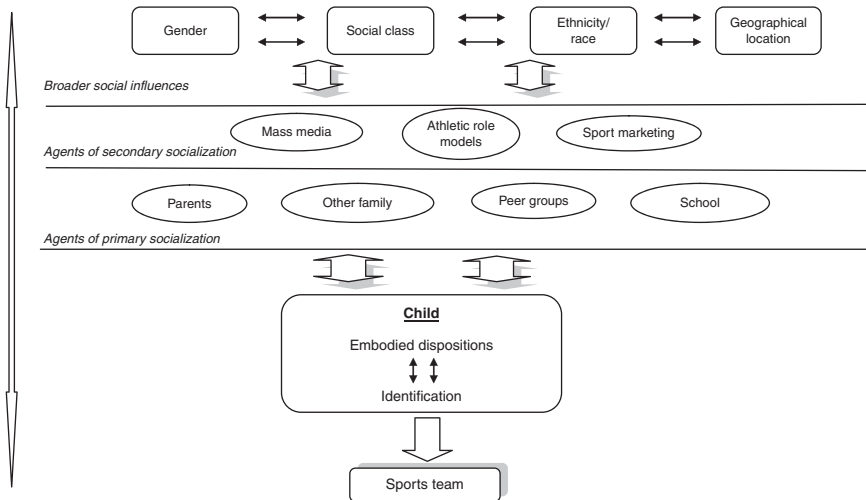 Gender
Social class
Ethnicity/
race
Geographical
location
Broader social influences
Mass media
Athletic role
models
Sport marketing
Agents of secondary socialization
Parents
Other family
Peer groups
School
Agents of primary socialization
Child
Embodied dispositions
Identification
Sports team